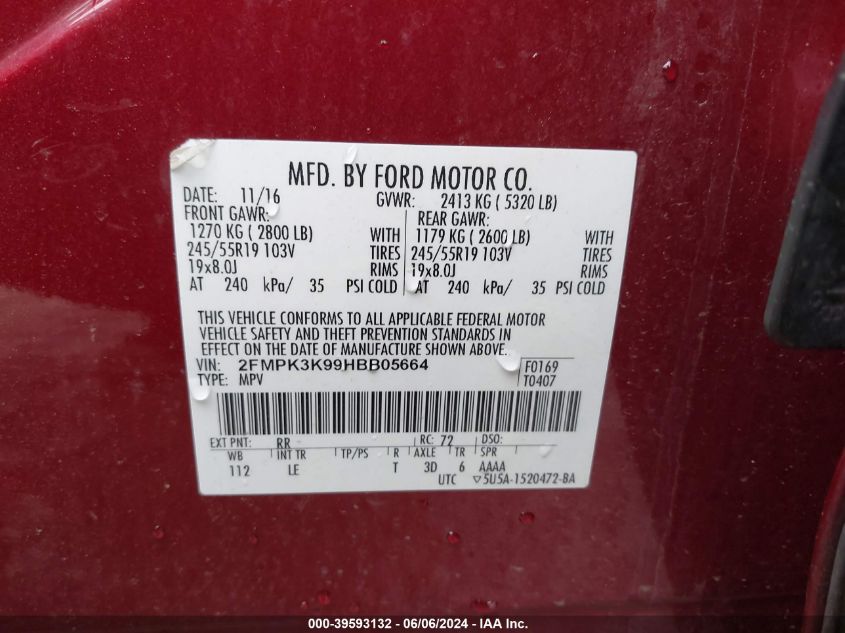 MFD. BY FORD MOTOR CO.
DATE: 11/16 GVWR: 2413 KG ( 5320 LB)
FRONT GAWR: REAR GAWR:
1270 KG ( 2800 LB) WITH 1179 KG ( 2600 LB) WITH
245/55R19 103V TIRES 245/55R19 103V TIRES
19x8.0J RIMS 19x8.0J RIMS
AT 240 kPa/ 35 PSI COLD AT 240 kPa/ 35 PSI COLD
THIS VEHICLE CONFORMS TO ALL APPLICABLE FEDERAL MOTOR
VEHICLE SAFETY AND THEFT PREVENTION STANDARDS IN
EFFECT ON THE DATE OF MANUFACTURE SHOWN ABOVE.
VIN: 2FMPK3K99HBB05664 F0169
TYPE: MPV T0407
EXT PNT: RR RC: 72 DSO:
WB INT TR TP/PS R AXLE TR SPR
112 LE T 3D 6 AAAA
UTC ▽5U5A-1520472-BA
000-39593132 - 06/06/2024 - IAA Inc.